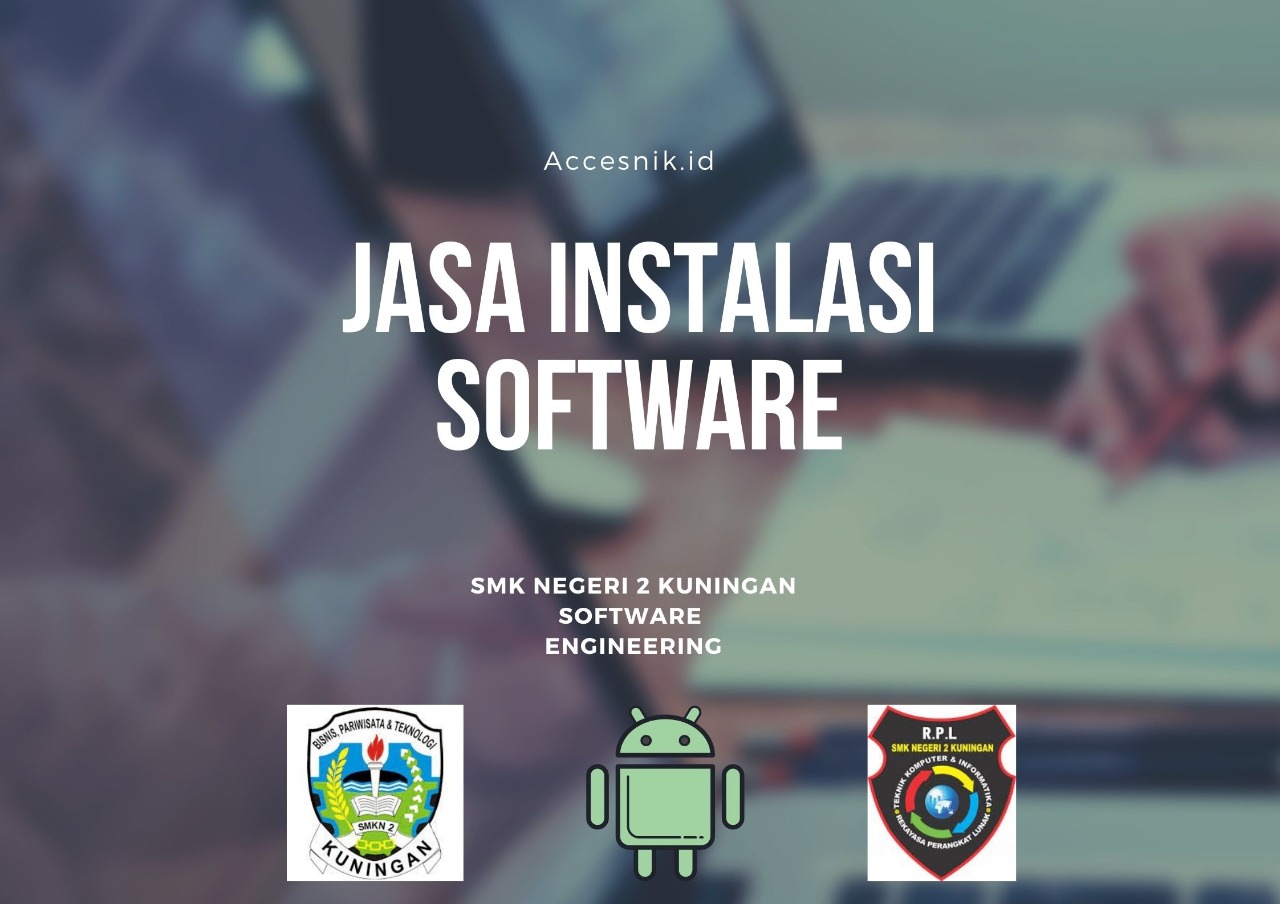 Accesnik.id
JASA INSTALASI
SOFTWARE
SMK NEGERI 2 KUNINGAN
SOFTWARE
ENGINEERING
BISNIS, PARIWISATA & TEKNOLOGI
SMKN 2
KUNINGAN
R.P.L
SMK NEGERI 2 KUNINGAN
TEKNIK KOMPUTER & INFORMATIKA
REKAYASA PERANGKAT LUNAK